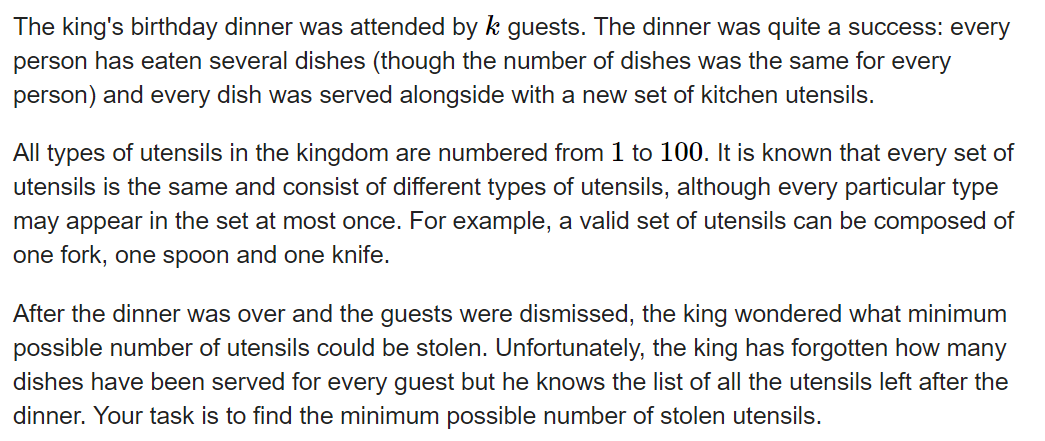 The king's birthday dinner was attended by k guests. The dinner was quite a success: every
person has eaten several dishes (though the number of dishes was the same for every
person) and every dish was served alongside with a new set of kitchen utensils.
All types of utensils in the kingdom are numbered from 1 to 100. It is known that every set of
utensils is the same and consist of different types of utensils, although every particular type
may appear in the set at most once. For example, a valid set of utensils can be composed of
one fork, one spoon and one knife.
After the dinner was over and the guests were dismissed, the king wondered what minimum
possible number of utensils could be stolen. Unfortunately, the king has forgotten how many
dishes have been served for every guest but he knows the list of all the utensils left after the
dinner. Your task is to find the minimum possible number of stolen utensils.